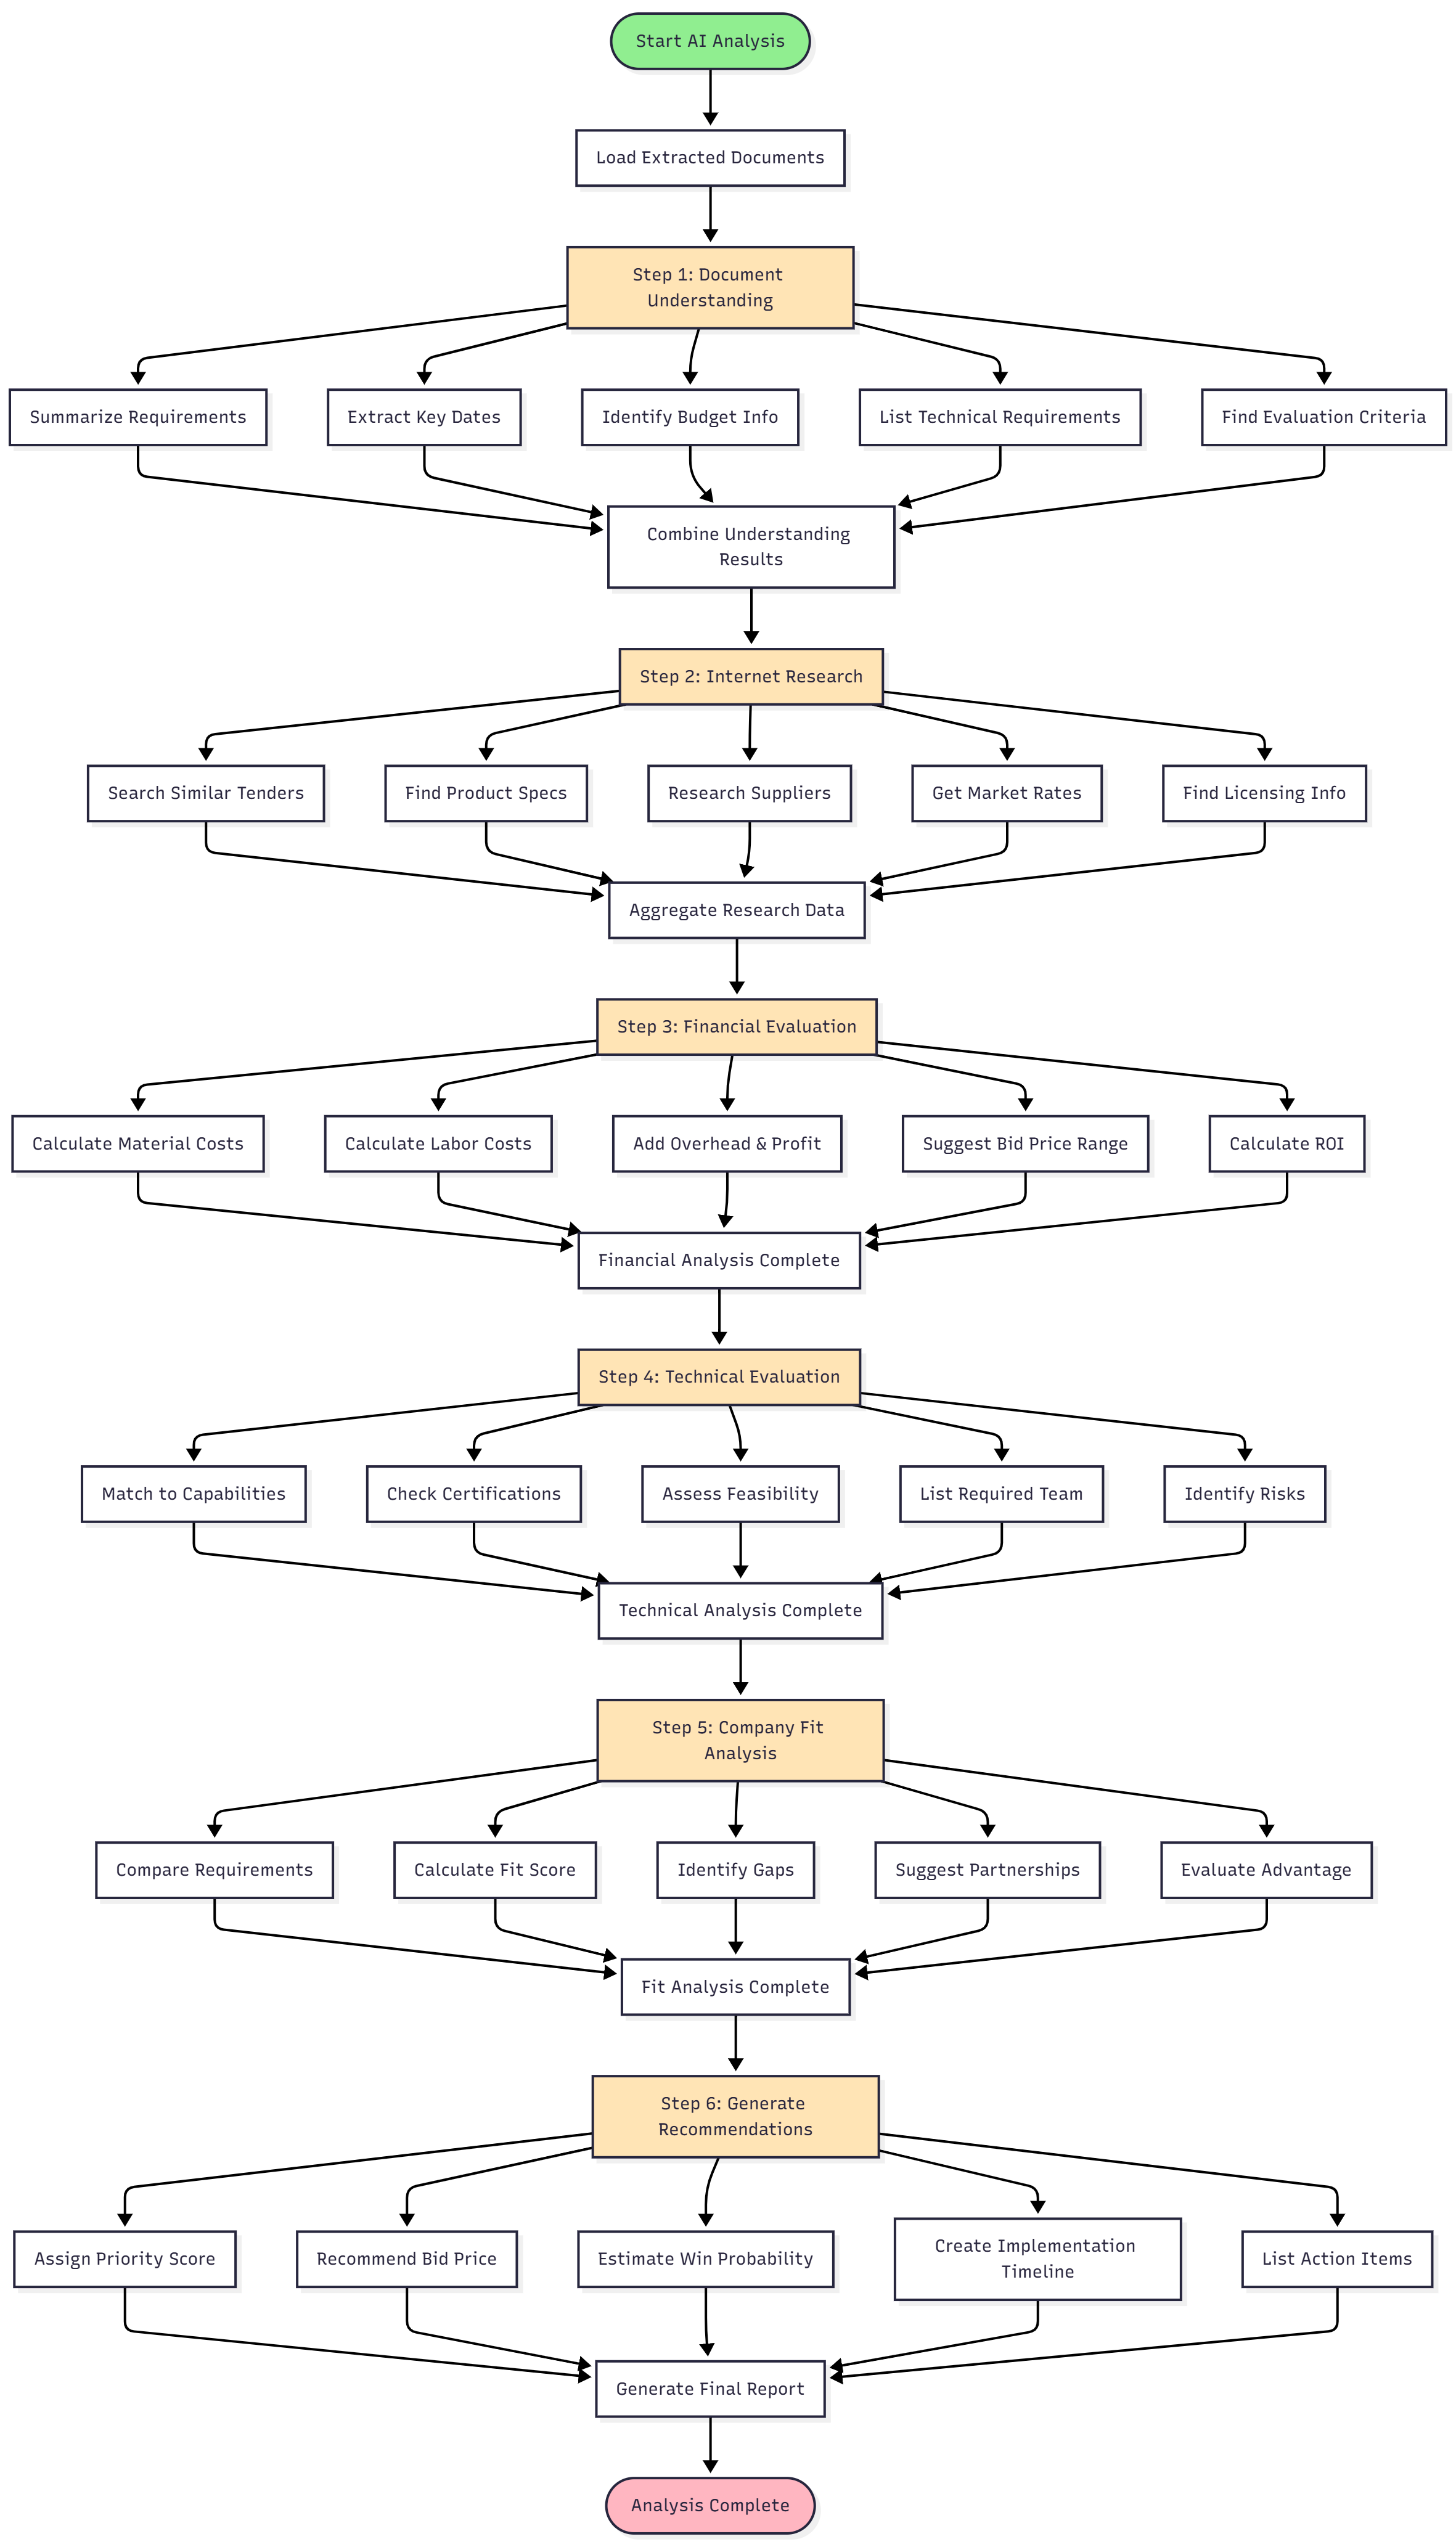 Start AI Analysis
Load Extracted Documents
Step 1: Document
Understanding
Summarize Requirements
Extract Key Dates
Identify Budget Info
List Technical Requirements
Find Evaluation Criteria
Combine Understanding
Results
Step 2: Internet Research
Search Similar Tenders
Find Product Specs
Research Suppliers
Get Market Rates
Find Licensing Info
Aggregate Research Data
Step 3: Financial Evaluation
Calculate Material Costs
Calculate Labor Costs
Add Overhead & Profit
Suggest Bid Price Range
Calculate ROI
Financial Analysis Complete
Step 4: Technical Evaluation
Match to Capabilities
Check Certifications
Assess Feasibility
List Required Team
Identify Risks
Technical Analysis Complete
Step 5: Company Fit
Analysis
Compare Requirements
Calculate Fit Score
Identify Gaps
Suggest Partnerships
Evaluate Advantage
Fit Analysis Complete
Step 6: Generate
Recommendations
Assign Priority Score
Recommend Bid Price
Estimate Win Probability
Create Implementation
Timeline
List Action Items
Generate Final Report
Analysis Complete